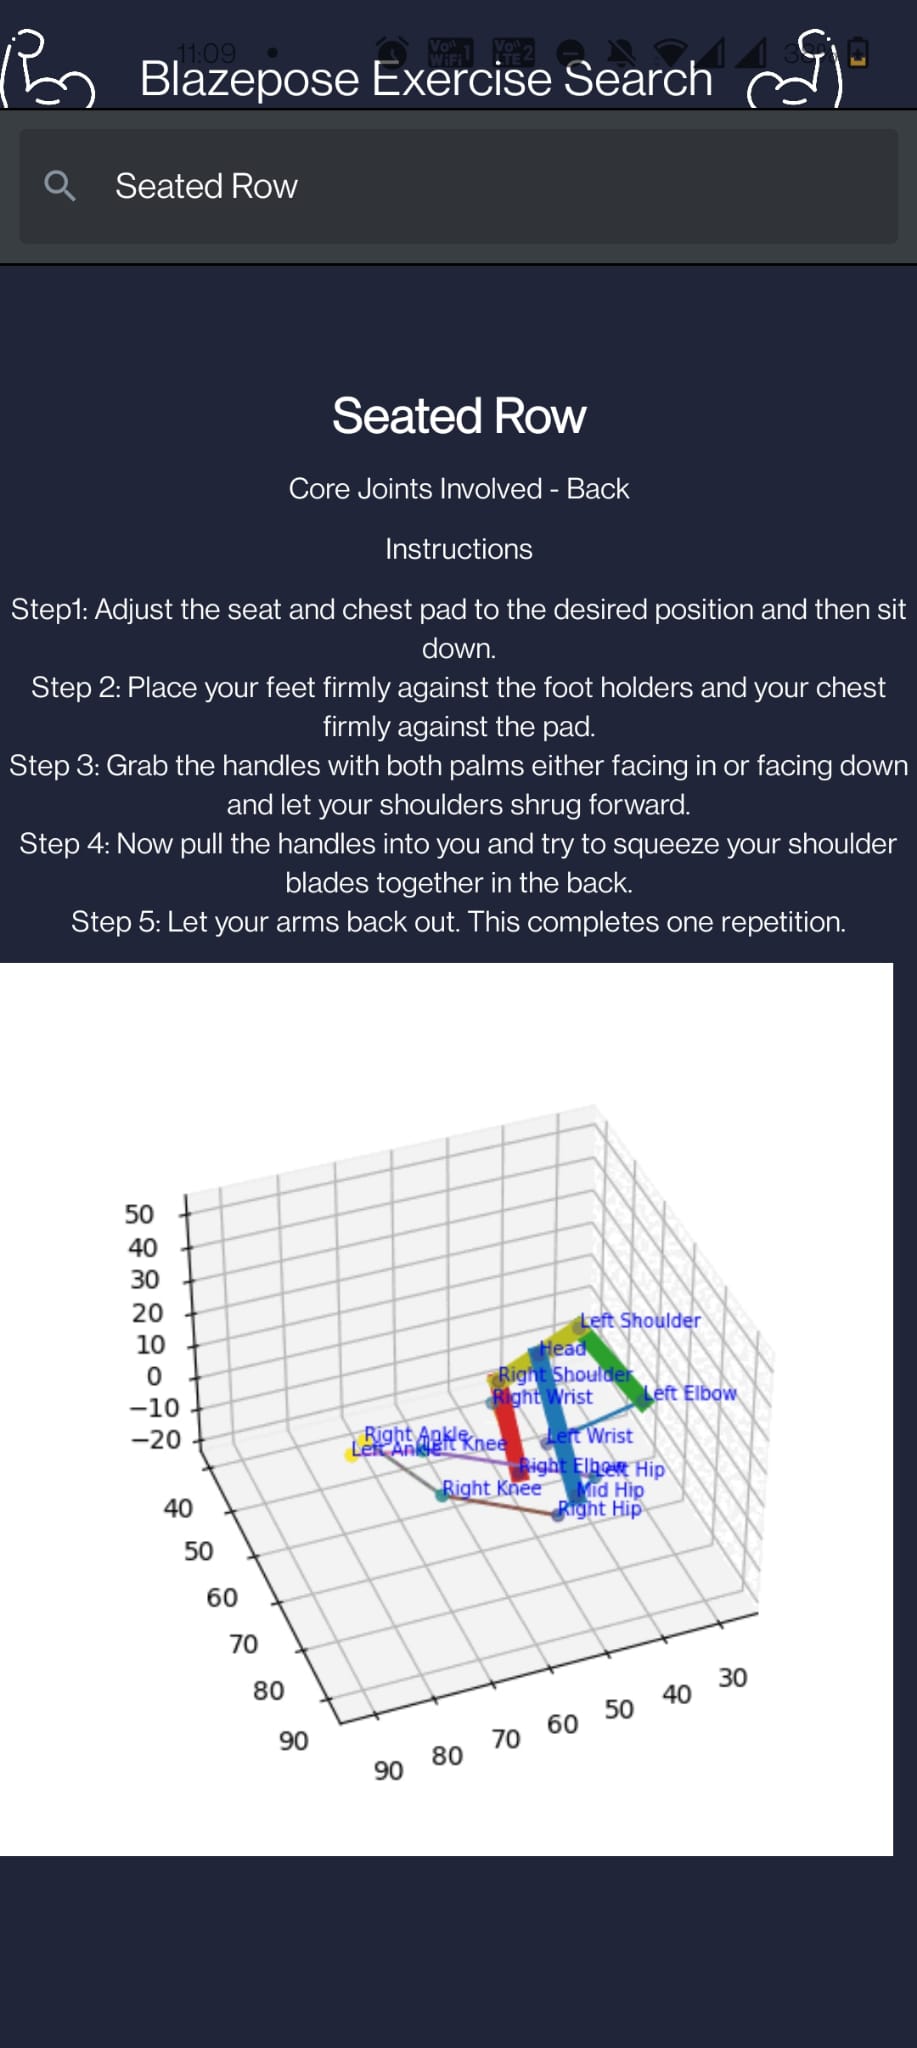 11:09
Vo)) WiFi 1 Vo)) LTE 2
Blazepose Exercise Search
Seated Row
Seated Row
Core Joints Involved - Back
Instructions
Step1: Adjust the seat and chest pad to the desired position and then sit
down.
Step 2: Place your feet firmly against the foot holders and your chest
firmly against the pad.
Step 3: Grab the handles with both palms either facing in or facing down
and let your shoulders shrug forward.
Step 4: Now pull the handles into you and try to squeeze your shoulder
blades together in the back.
Step 5: Let your arms back out. This completes one repetition.
50
40
30
20
10
0
−10
−20
Left Shoulder
Head
Right Shoulder
Right Wrist
Left Elbow
Right Ankle
Left Ankle
Left Knee
Left Wrist
Right Elbow
Left Hip
Right Knee
Mid Hip
Right Hip
40
50
60
70
80
90
90
80
70
60
50
40
30